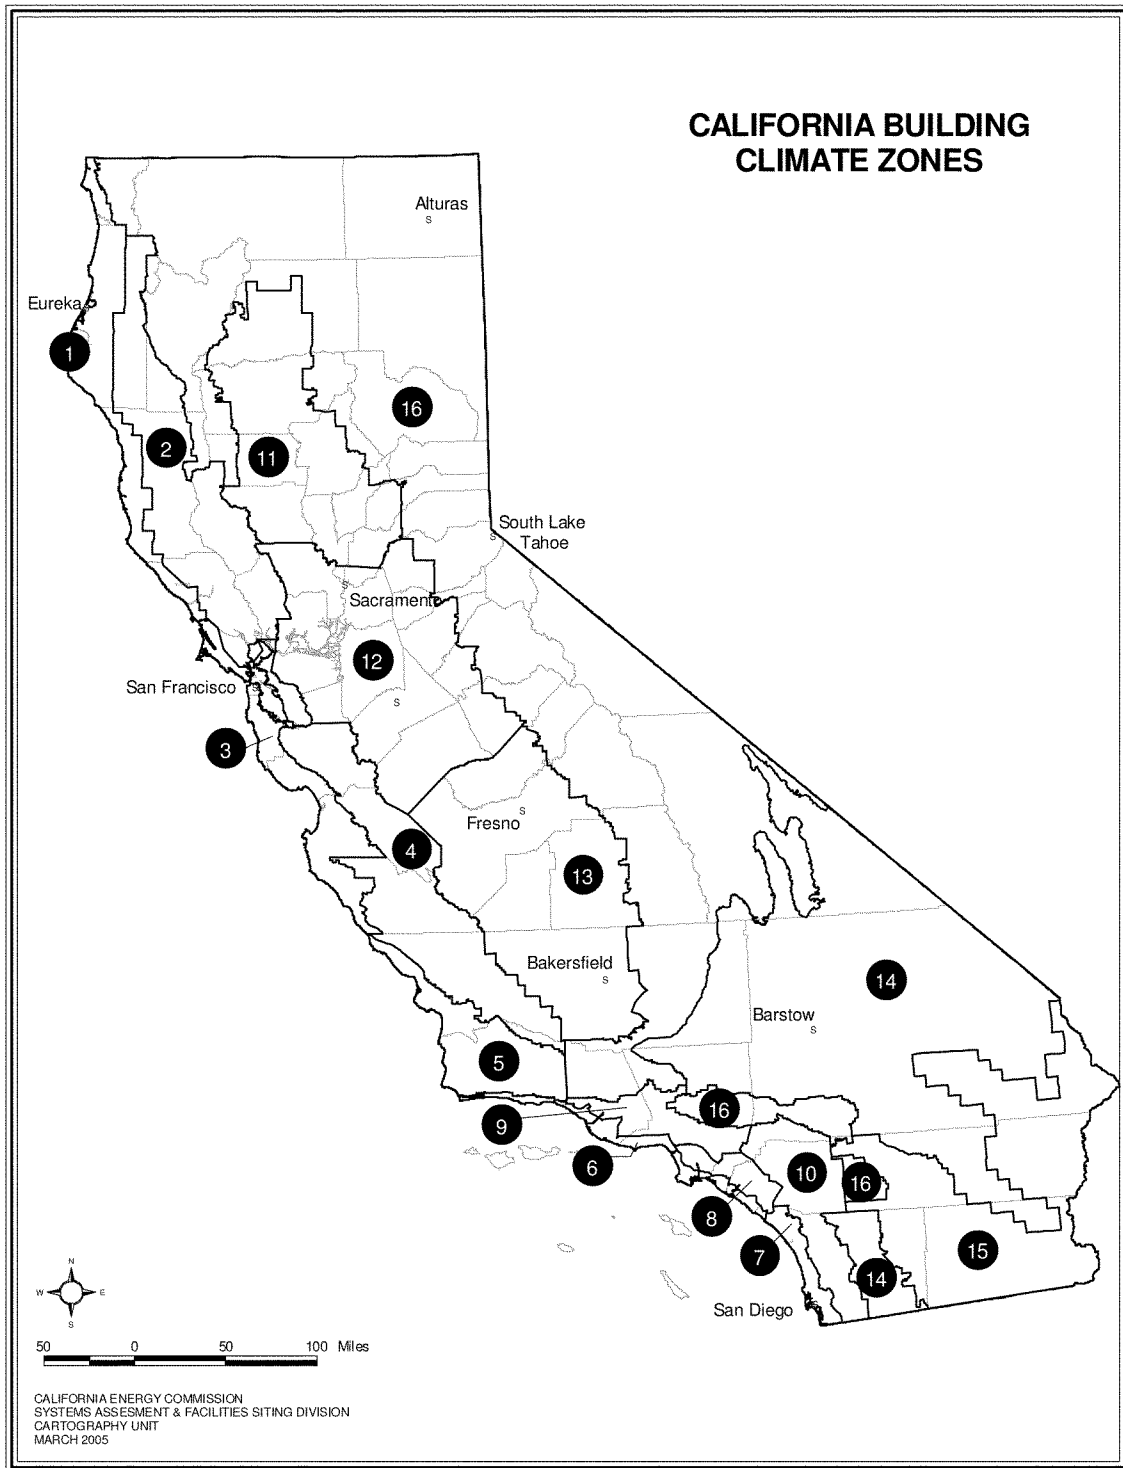 CALIFORNIA BUILDING
CLIMATE ZONES
Alturas
S
Eureka
1
16
2
11
South Lake
Tahoe
S
S
Sacramento
12
San Francisco
S
S
3
Fresno
S
4
13
Bakersfield
S
14
Barstow
S
5
16
9
6
10
16
8
7
15
14
San Diego
N
W
E
S
50
0
50
100
Miles
CALIFORNIA ENERGY COMMISSION
SYSTEMS ASSESMENT & FACILITIES SITING DIVISION
CARTOGRAPHY UNIT
MARCH 2005